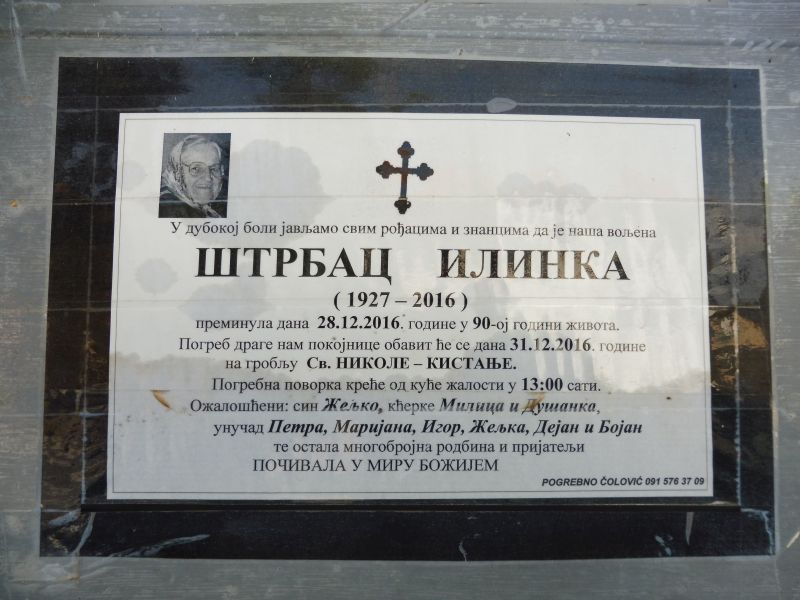 У дубокој боли јављамо свим рођацима и знанцима да је наша вољена
ШТРБАЦ ИЛИНКА
( 1927 – 2016 )
преминула дана 28.12.2016. године у 90-ој години живота.
Погреб драге нам покојнице обавит ће се дана 31.12.2016. године
на гробљу Св. НИКОЛЕ – КИСТАЊЕ.
Погребна поворка креће од куће жалости у 13:00 сати.
Ожалошћени: син Жељко, кћерке Милица и Душанка,
унучад Петра, Маријана, Игор, Жељка, Дејан и Бојан
те остала многобројна родбина и пријатељи
ПОЧИВАЛА У МИРУ БОЖИЈЕМ
POGREBNO ČOLOVIĆ 091 576 37 09